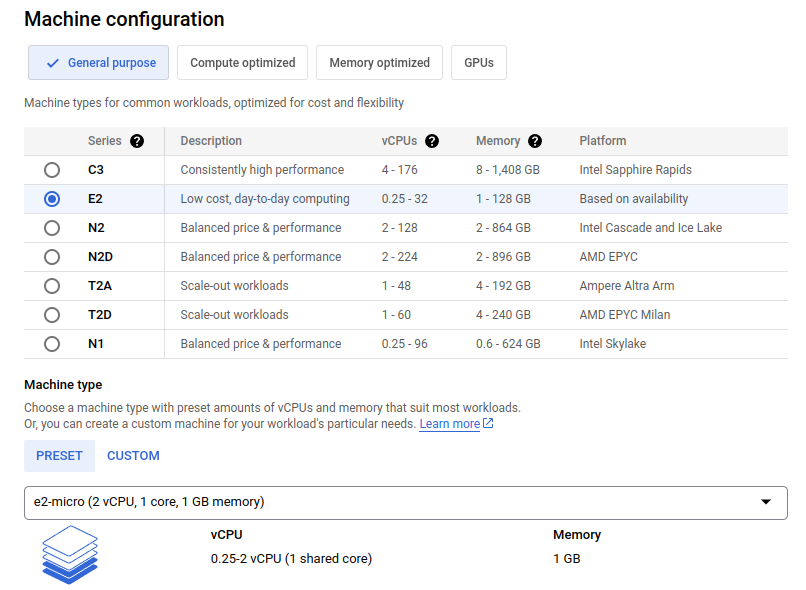 Machine configuration
General purpose Compute optimized Memory optimized GPUs
Machine types for common workloads, optimized for cost and flexibility
Series Description vCPUs Memory Platform
C3 Consistently high performance 4 - 176 8 - 1,408 GB Intel Sapphire Rapids
E2 Low cost, day-to-day computing 0.25 - 32 1 - 128 GB Based on availability
N2 Balanced price & performance 2 - 128 2 - 864 GB Intel Cascade and Ice Lake
N2D Balanced price & performance 2 - 224 2 - 896 GB AMD EPYC
T2A Scale-out workloads 1 - 48 4 - 192 GB Ampere Altra Arm
T2D Scale-out workloads 1 - 60 4 - 240 GB AMD EPYC Milan
N1 Balanced price & performance 0.25 - 96 0.6 - 624 GB Intel Skylake
Machine type
Choose a machine type with preset amounts of vCPUs and memory that suit most workloads.
Or, you can create a custom machine for your workload's particular needs. Learn more
PRESET CUSTOM
e2-micro (2 vCPU, 1 core, 1 GB memory)
vCPU Memory
0.25-2 vCPU (1 shared core) 1 GB